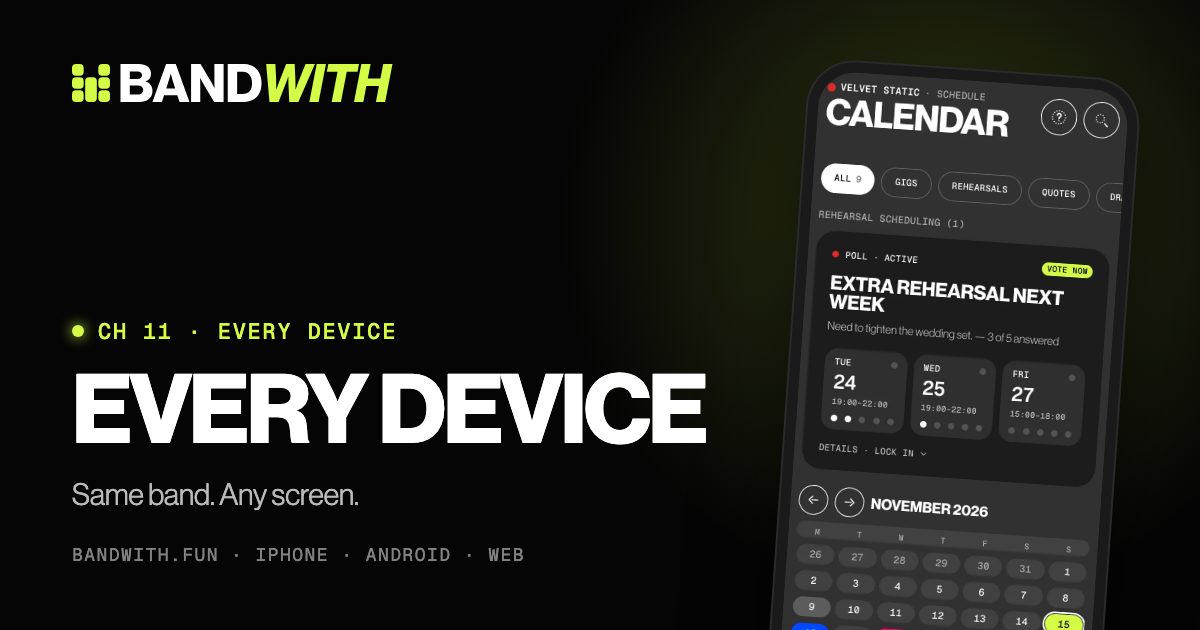 BANDWITH
CH 11 · EVERY DEVICE
EVERY DEVICE
Same band. Any screen.
BANDWITH.FUN · IPHONE · ANDROID · WEB
VELVET STATIC · SCHEDULE
CALENDAR
?
ALL 9
GIGS
REHEARSALS
QUOTES
REHEARSAL SCHEDULING (1)
POLL · ACTIVE
VOTE NOW
EXTRA REHEARSAL NEXT
WEEK
Need to tighten the wedding set. — 3 of 5 answered
TUE WED FRI
24 25 27
19:00–22:00 19:00–22:00 15:00–18:00
DETAILS · LOCK IN
NOVEMBER 2026
M T W T F S S
26 27 28 29 30 31 1
2 3 4 5 6 7 8
9 10 11 12 13 14 15